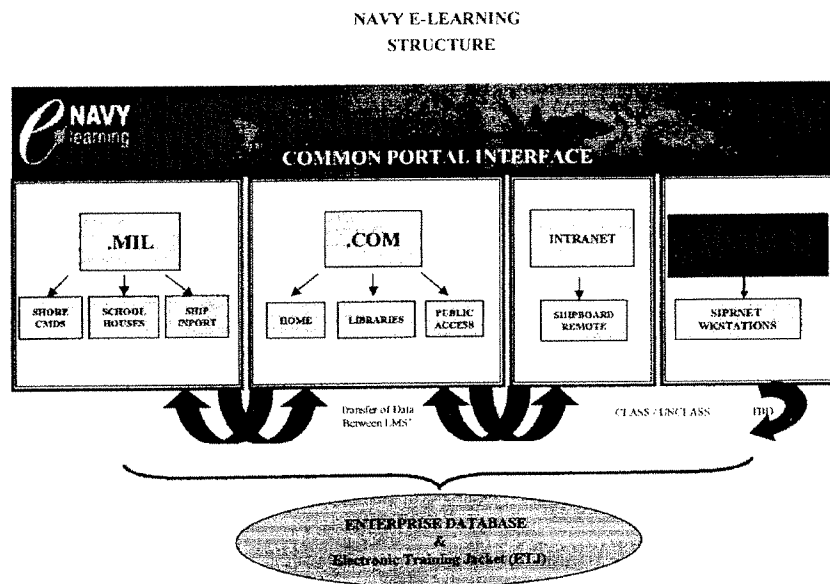 NAVY E-LEARNING
STRUCTURE
e NAVY
learning
COMMON PORTAL INTERFACE
.MIL
SHORE
CMDS
SCHOOL
HOUSES
SHIP
INPORT
.COM
HOME
LIBRARIES
PUBLIC
ACCESS
INTRANET
SHIPBOARD
REMOTE
SIPRNET
WKSTATIONS
Transfer of Data
Between LMS'
CLASS / UNCLASS
TBD
ENTERPRISE DATABASE
&
Electronic Training Jacket (ETJ)